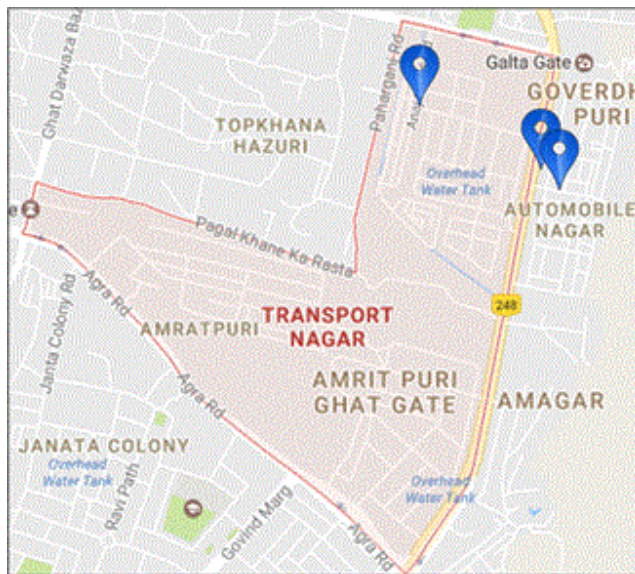 Ghat Darwaza Baz
Paharganj Rd
Galta Gate
GOVERDH
PURI
TOPKHANA
HAZURI
Overhead
Water Tank
AUTOMOBILE
NAGAR
Pagal Khane Ka Rasta
Agra Rd
248
TRANSPORT
NAGAR
AMRATPURI
Janta Colony Rd
AMRIT PURI
GHAT GATE
AMAGAR
Agra Rd
JANATA COLONY
Overhead
Water Tank
Ravi Path
Overhead
Water Tank
Govind Marg
Agra Rd